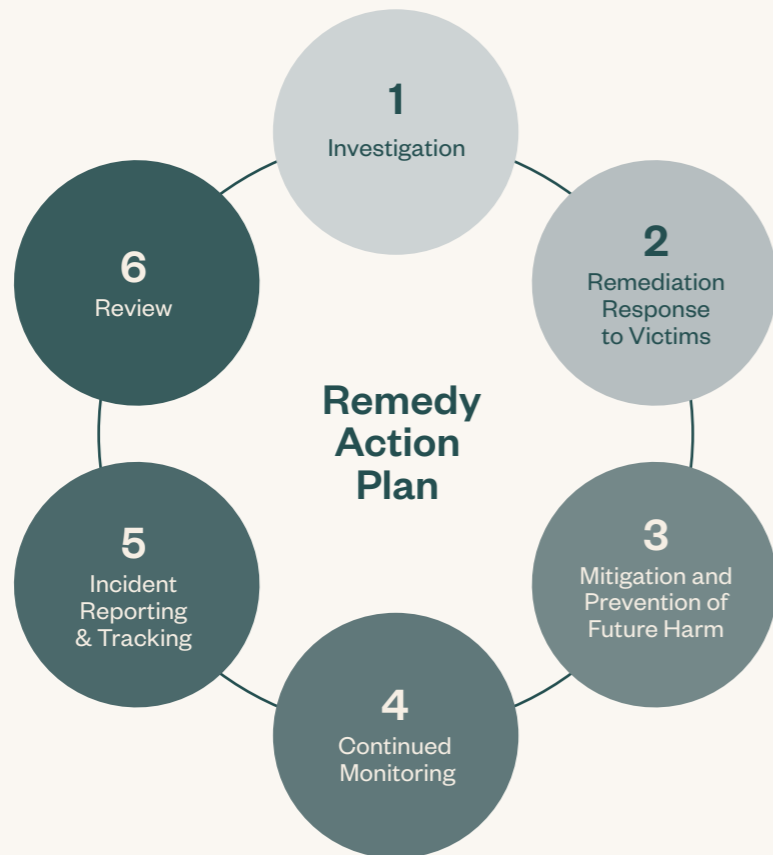 1
Investigation
2
Remediation
Response
to Victims
3
Mitigation and
Prevention of
Future Harm
4
Continued
Monitoring
5
Incident
Reporting
& Tracking
6
Review
Remedy
Action
Plan